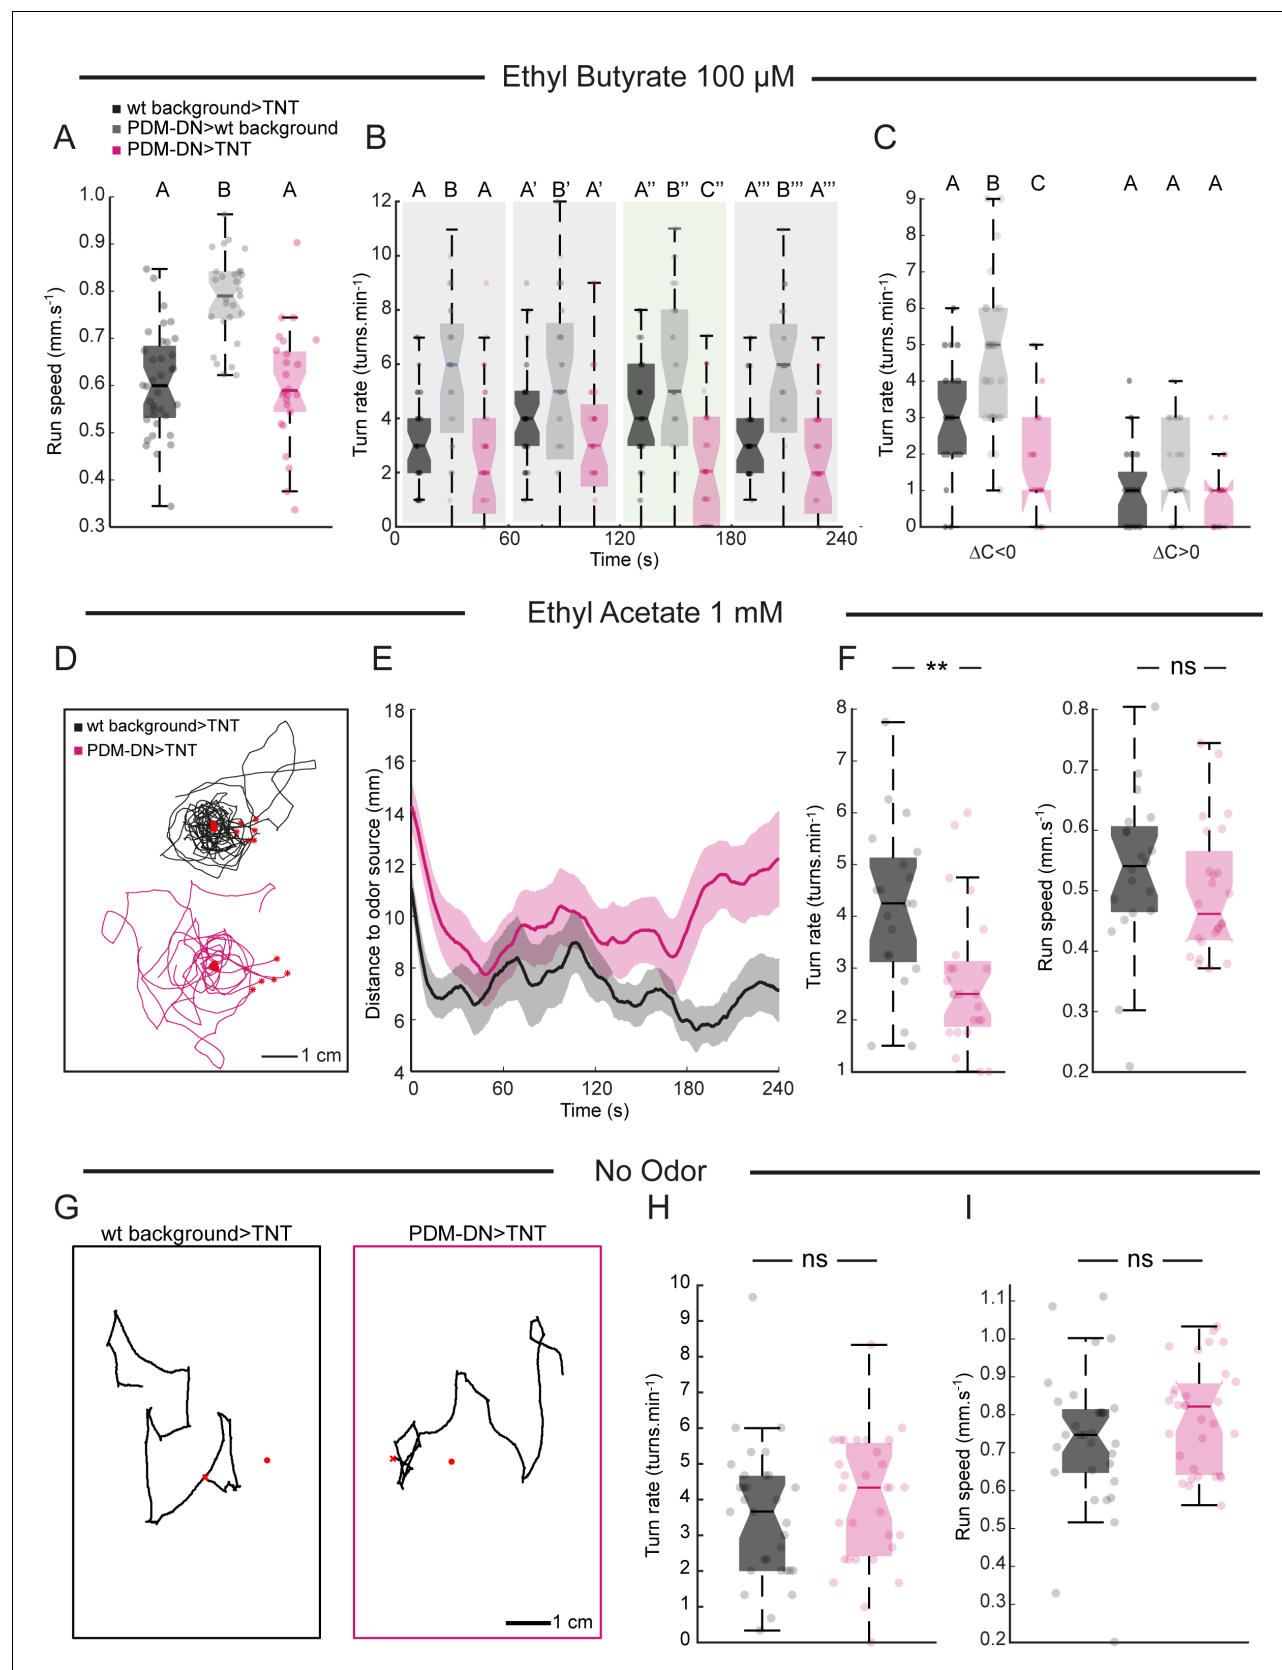 Ethyl Butyrate 100 µM
wt background>TNT
PDM-DN>wt background
PDM-DN>TNT
A
A B A
1.0
0.9
0.8
0.7
0.6
0.5
0.4
0.3
Run speed (mm.s-1)
B
A B A A' B' A' A'' B'' C'' A''' B''' A'''
12
10
8
6
4
2
0
Turn rate (turns.min-1)
0 60 120 180 240
Time (s)
C
A B C A A A
9
8
7
6
5
4
3
2
1
0
Turn rate (turns.min-1)
ΔC<0 ΔC>0
Ethyl Acetate 1 mM
D
wt background>TNT
PDM-DN>TNT
1 cm
E
18
16
14
12
10
8
6
4
Distance to odor source (mm)
0 60 120 180 240
Time (s)
F
**
8
7
6
5
4
3
2
1
Turn rate (turns.min-1)
ns
0.8
0.7
0.6
0.5
0.4
0.3
0.2
Run speed (mm.s-1)
No Odor
G
wt background>TNT
PDM-DN>TNT
1 cm
H
ns
10
9
8
7
6
5
4
3
2
1
0
Turn rate (turns.min-1)
I
ns
1.1
1.0
0.9
0.8
0.7
0.6
0.5
0.4
0.3
0.2
Run speed (mm.s-1)